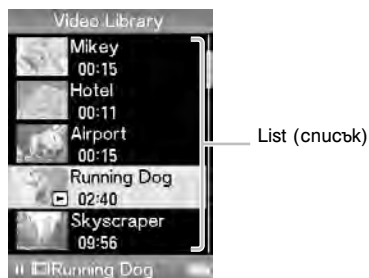 Video Library
Mikey
00:15
Hotel
00:11
Airport
00:15
Running Dog
02:40
Skyscraper
09:56
Running Dog
List (списък)